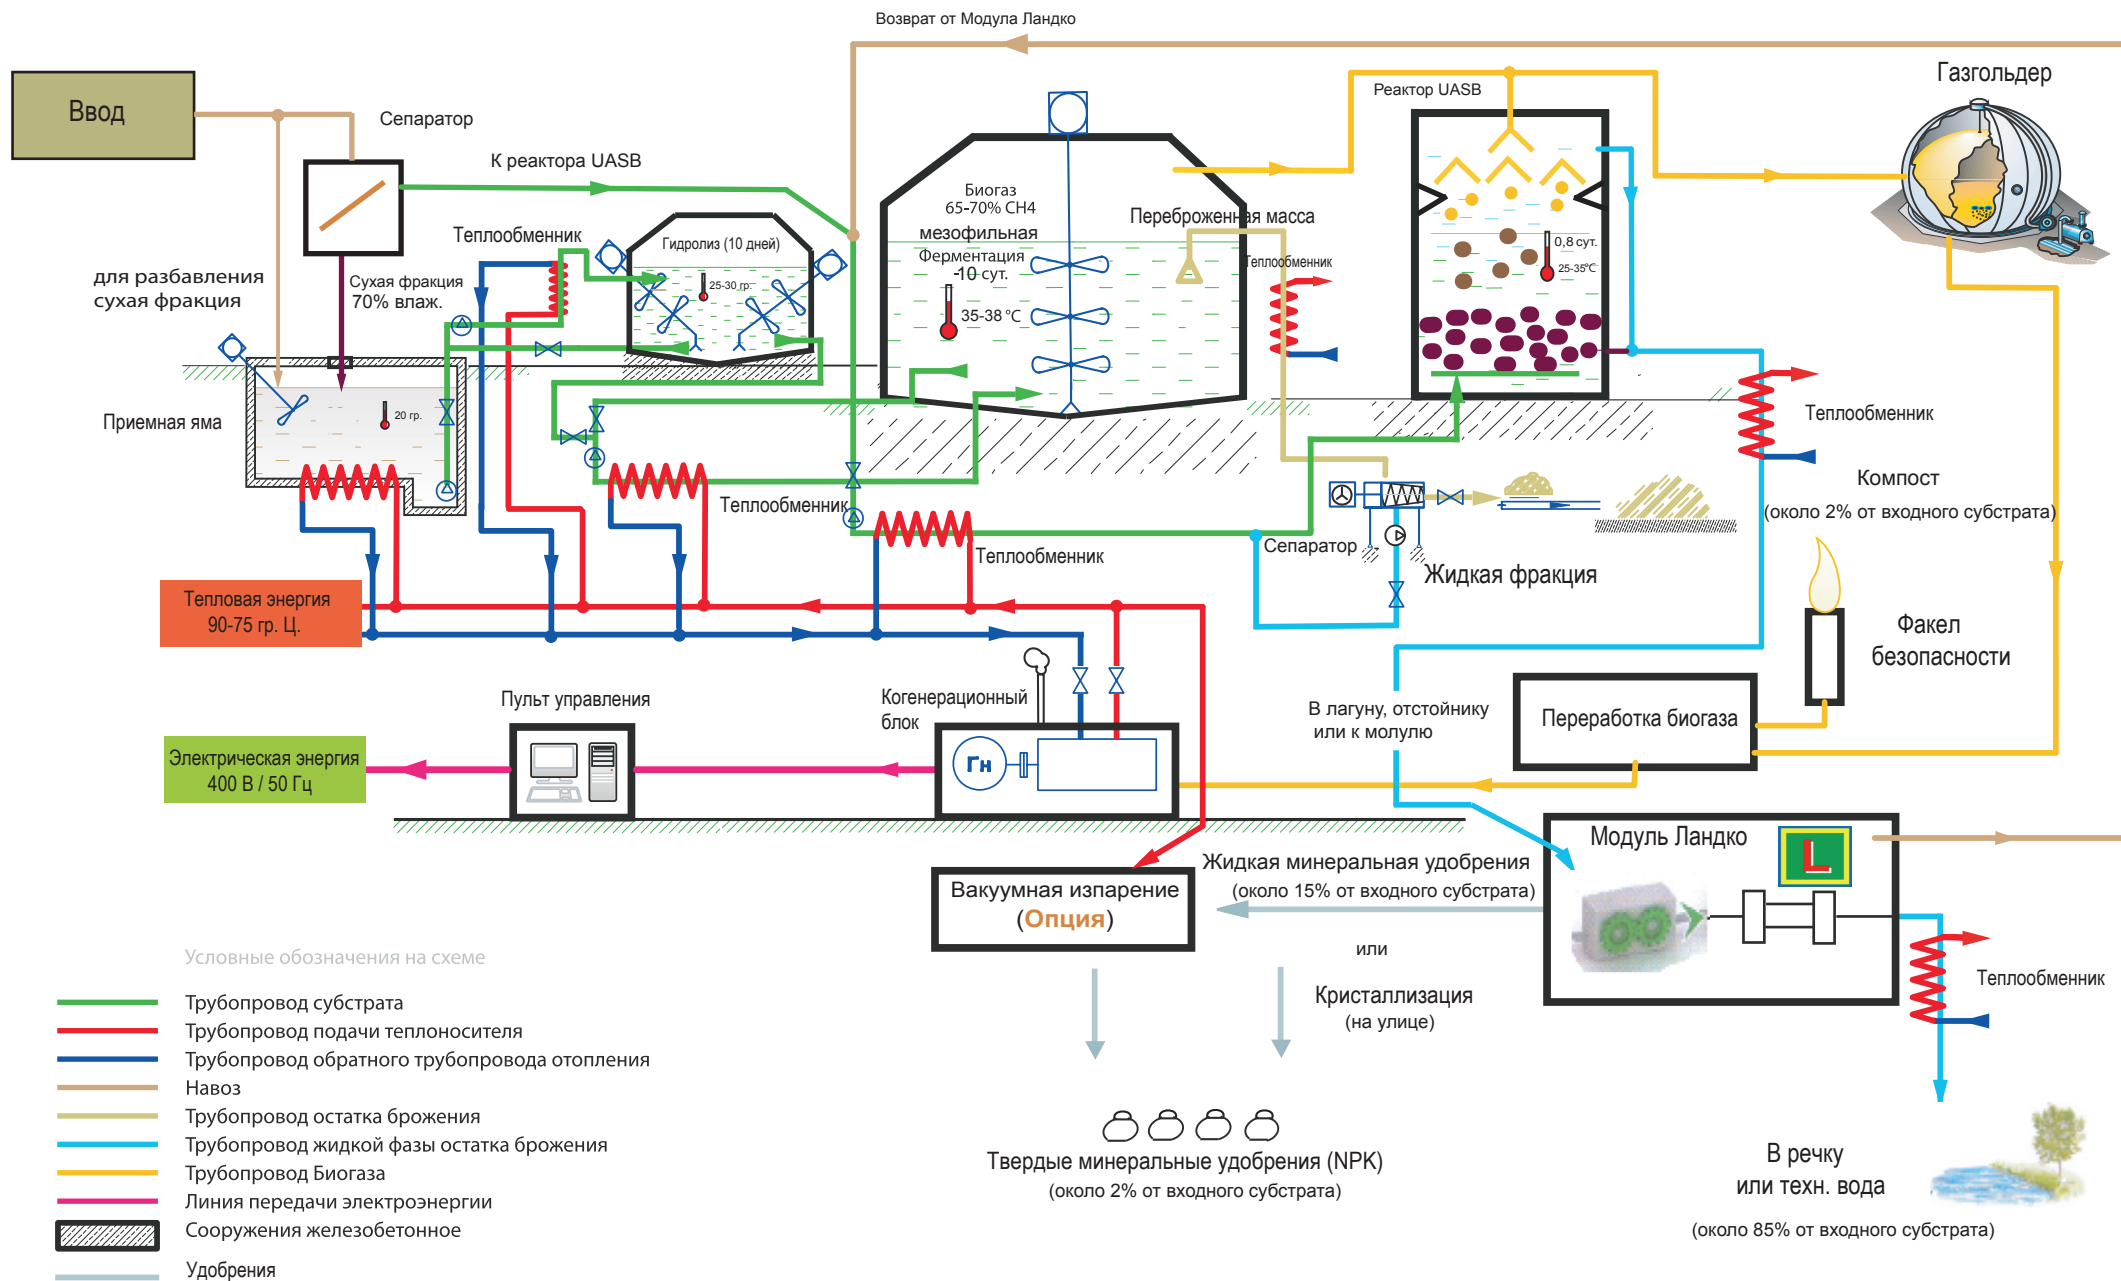 Возврат от Модула Ландко
Ввод
Сепаратор
К реактора UASB
Реактор UASB
Газгольдер
Теплообменник
Гидролиз (10 дней)
25-30 гр.
для разбавления
сухая фракция
Сухая фракция
70% влаж.
Биогаз
65-70% CH4
мезофильная
Ферментация
-10 сут.
35-38 °C
Переброженная масса
Теплообменник
0,8 сут.
25-35°C
Приемная яма
20 гр.
Теплообменник
Теплообменник
Теплообменник
Компост
(около 2% от входного субстрата)
Сепаратор
Жидкая фракция
Тепловая энергия
90-75 гр. Ц.
Факел
безопасности
Пульт управления
Когенерационный
блок
Гн
В лагуну, отстойнику
или к молулю
Переработка биогаза
Электрическая энергия
400 В / 50 Гц
Модуль Ландко
L
Жидкая минеральная удобрения
(около 15% от входного субстрата)
Вакуумная изпарение
(Опция)
или
Кристаллизация
(на улице)
Теплообменник
Условные обозначения на схеме
Трубопровод субстрата
Трубопровод подачи теплоносителя
Трубопровод обратного трубопровода отопления
Навоз
Трубопровод остатка брожения
Трубопровод жидкой фазы остатка брожения
Трубопровод Биогаза
Линия передачи электроэнергии
Сооружения железобетонное
Удобрения
Твердые минеральные удобрения (NPK)
(около 2% от входного субстрата)
В речку
или техн. вода
(около 85% от входного субстрата)